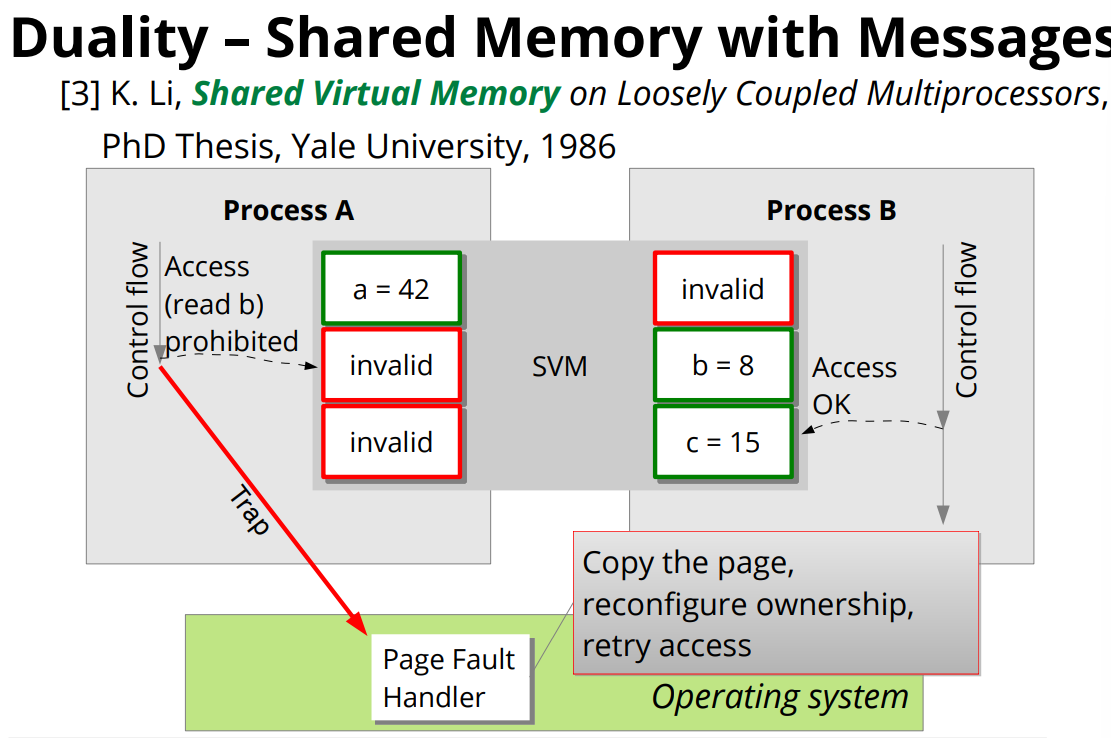 Duality – Shared Memory with Messages
[3] K. Li, Shared Virtual Memory on Loosely Coupled Multiprocessors,
PhD Thesis, Yale University, 1986
Process A
Process B
Control flow
Access
(read b)
prohibited
a = 42
invalid
invalid
SVM
invalid
b = 8
c = 15
Access
OK
Control flow
Trap
Copy the page,
reconfigure ownership,
retry access
Page Fault
Handler
Operating system